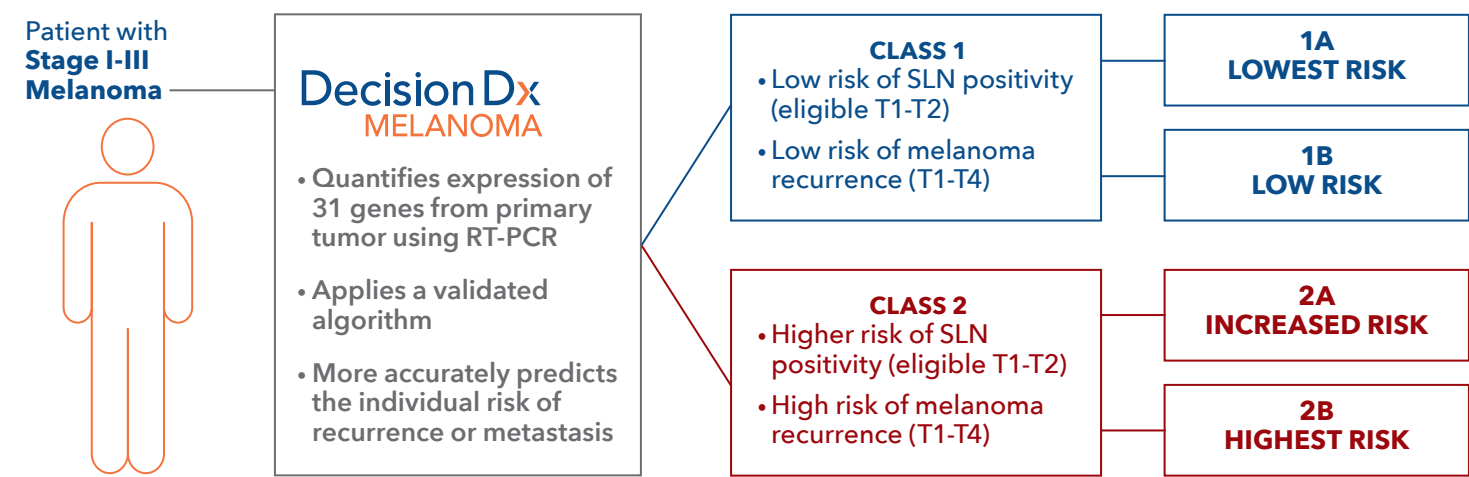 Patient with
Stage I-III
Melanoma
DecisionDx
MELANOMA
• Quantifies expression of
31 genes from primary
tumor using RT-PCR
• Applies a validated
algorithm
• More accurately predicts
the individual risk of
recurrence or metastasis
CLASS 1
• Low risk of SLN positivity
(eligible T1-T2)
• Low risk of melanoma
recurrence (T1-T4)
1A
LOWEST RISK
1B
LOW RISK
CLASS 2
• Higher risk of SLN
positivity (eligible T1-T2)
• High risk of melanoma
recurrence (T1-T4)
2A
INCREASED RISK
2B
HIGHEST RISK